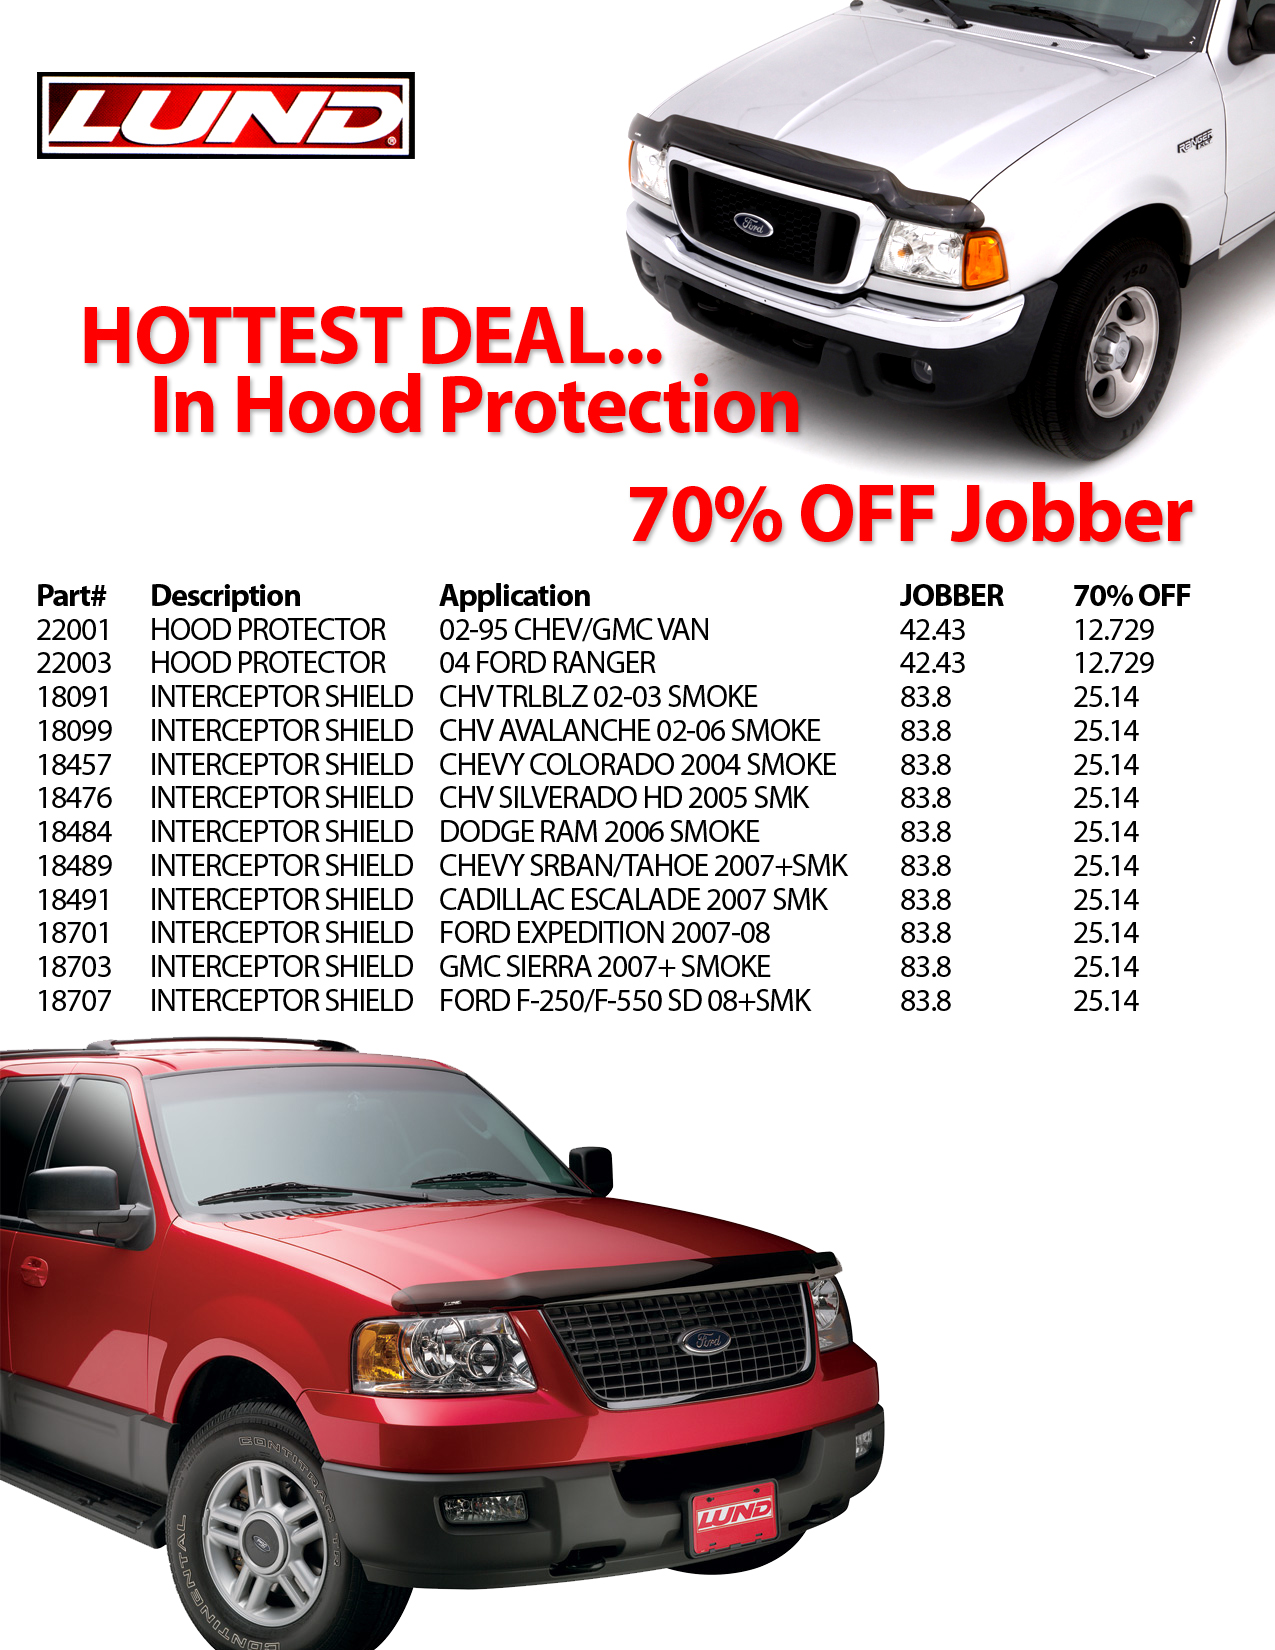 LUND®
RANGER
Ford
HOTTEST DEAL...
In Hood Protection
70% OFF Jobber
Part# Description Application JOBBER 70% OFF
22001 HOOD PROTECTOR 02-95 CHEV/GMC VAN 42.43 12.729
22003 HOOD PROTECTOR 04 FORD RANGER 42.43 12.729
18091 INTERCEPTOR SHIELD CHV TRLBLZ 02-03 SMOKE 83.8 25.14
18099 INTERCEPTOR SHIELD CHV AVALANCHE 02-06 SMOKE 83.8 25.14
18457 INTERCEPTOR SHIELD CHEVY COLORADO 2004 SMOKE 83.8 25.14
18476 INTERCEPTOR SHIELD CHV SILVERADO HD 2005 SMK 83.8 25.14
18484 INTERCEPTOR SHIELD DODGE RAM 2006 SMOKE 83.8 25.14
18489 INTERCEPTOR SHIELD CHEVY SRBAN/TAHOE 2007+SMK 83.8 25.14
18491 INTERCEPTOR SHIELD CADILLAC ESCALADE 2007 SMK 83.8 25.14
18701 INTERCEPTOR SHIELD FORD EXPEDITION 2007-08 83.8 25.14
18703 INTERCEPTOR SHIELD GMC SIERRA 2007+ SMOKE 83.8 25.14
18707 INTERCEPTOR SHIELD FORD F-250/F-550 SD 08+SMK 83.8 25.14
LUND
Ford
CONTITRAC TR
CONTINENTAL
LUND